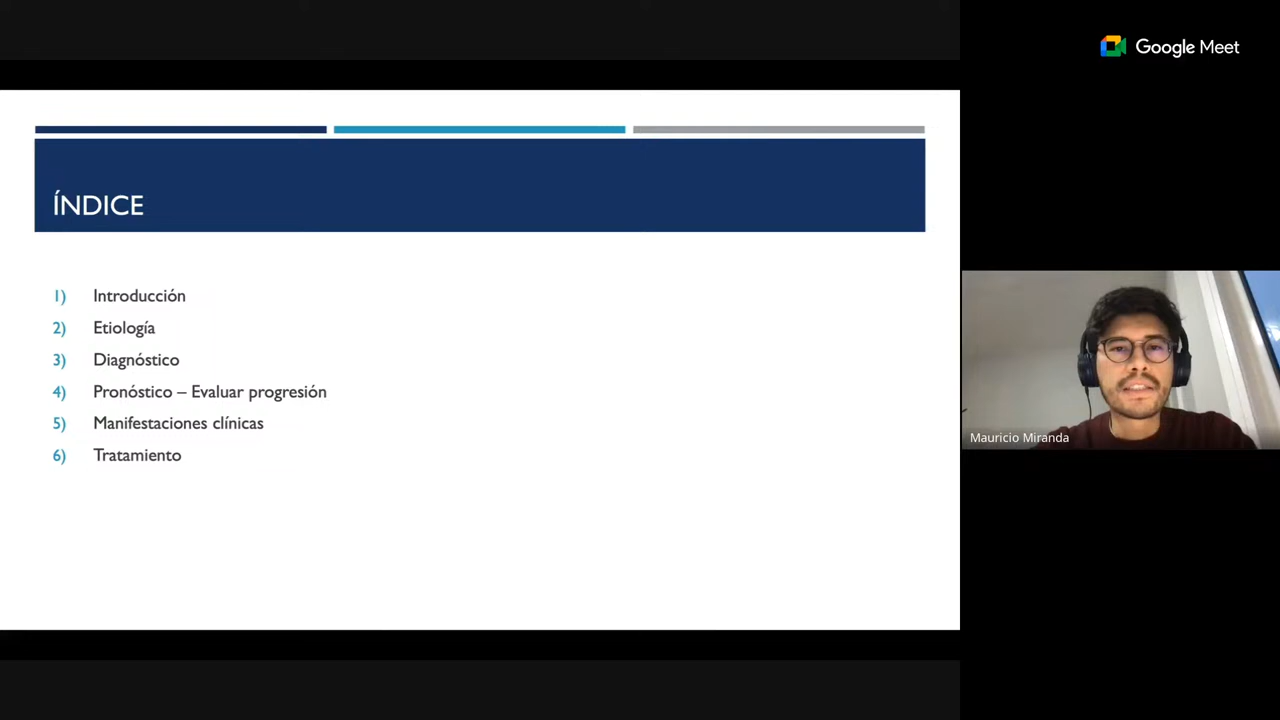 Google Meet
ÍNDICE
1) Introducción
2) Etiología
3) Diagnóstico
4) Pronóstico – Evaluar progresión
5) Manifestaciones clínicas
6) Tratamiento
Mauricio Miranda